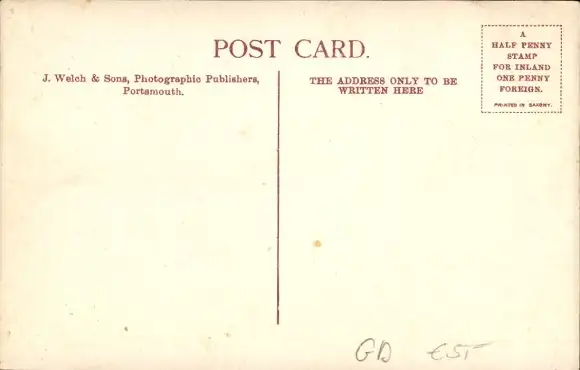 POST CARD.
J. Welch & Sons, Photographic Publishers,
Portsmouth.
THE ADDRESS ONLY TO BE
WRITTEN HERE
A
HALF PENNY
STAMP
FOR INLAND
ONE PENNY
FOREIGN.
PRINTED IN SAXONY.
GD €5